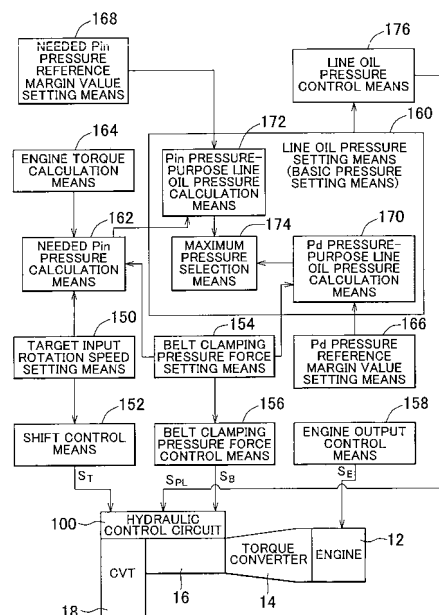 168
NEEDED Pin
PRESSURE
REFERENCE
MARGIN VALUE
SETTING MEANS
176
LINE OIL
PRESSURE
CONTROL MEANS
160
LINE OIL PRESSURE
SETTING MEANS
(BASIC PRESSURE
SETTING MEANS)
164
ENGINE TORQUE
CALCULATION
MEANS
172
Pin PRESSURE-
PURPOSE LINE
OIL PRESSURE
CALCULATION
MEANS
162
NEEDED Pin
PRESSURE
CALCULATION
MEANS
174
MAXIMUM
PRESSURE
SELECTION
MEANS
170
Pd PRESSURE-
PURPOSE LINE
OIL PRESSURE
CALCULATION
MEANS
150
TARGET INPUT
ROTATION SPEED
SETTING MEANS
154
BELT CLAMPING
PRESSURE FORCE
SETTING MEANS
166
Pd PRESSURE
REFERENCE
MARGIN VALUE
SETTING MEANS
152
SHIFT CONTROL
MEANS
156
BELT CLAMPING
PRESSURE FORCE
CONTROL MEANS
158
ENGINE OUTPUT
CONTROL
MEANS
ST
SPL
SB
SE
100
HYDRAULIC
CONTROL CIRCUIT
CVT
16
TORQUE
CONVERTER
14
ENGINE
12
18